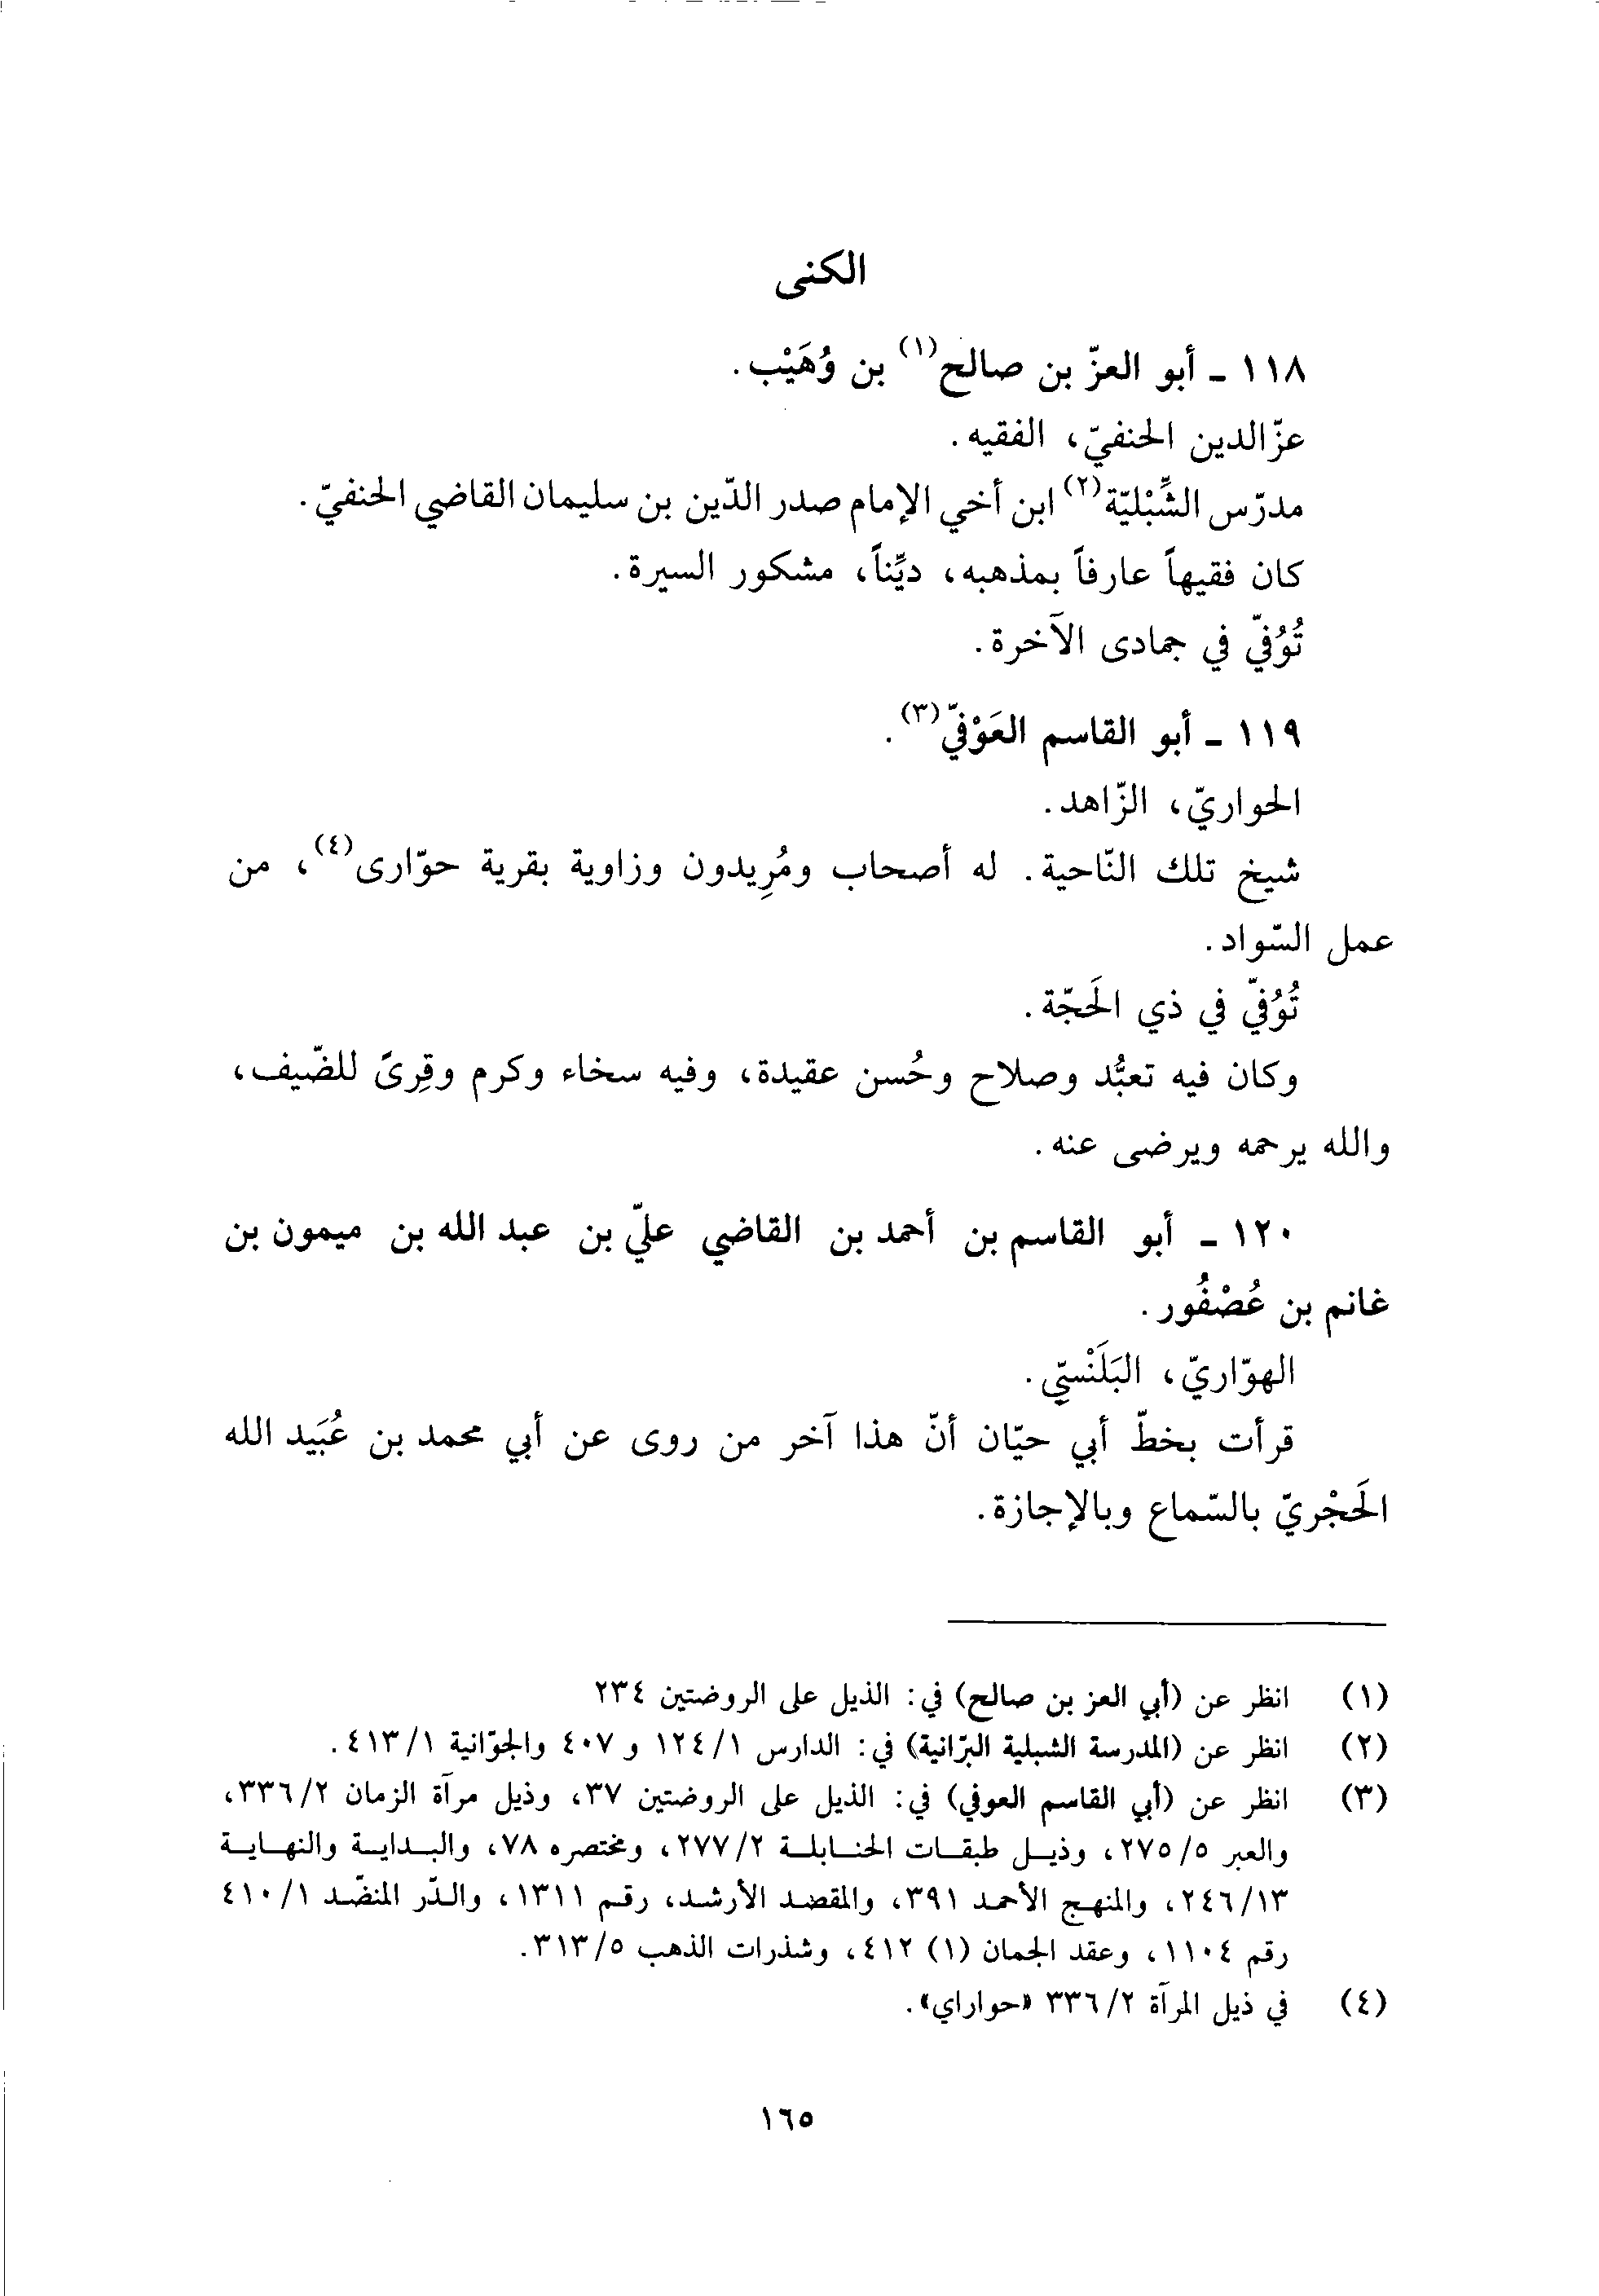 الكنى
١١٨ ـ أبو العزّ بن صالح(١) بن وُهَيْب.
عزّالدين الحنفيّ، الفقيه.
مدرّس الشِّبْليّة(٢) ابن أخي الإمام صدر الدّين بن سليمان القاضي الحنفيّ.
كان فقيهاً عارفاً بمذهبه، ديِّناً، مشكور السيرة.
تُوُفيّ في جمادى الآخرة.
١١٩ ـ أبو القاسم العَوْفيّ(٣).
الحواريّ، الزّاهد.
شيخ تلك النّاحية. له أصحاب ومُرِيدون وزاوية بقرية حوّارى(٤)، من
عمل السّواد.
تُوُفيّ في ذي الحَجّة.
وكان فيه تعبُّد وصلاح وحُسن عقيدة، وفيه سخاء وكرم وقِرىً للضّيف،
والله يرحمه ويرضى عنه.
١٢٠ ـ أبو القاسم بن أحمد بن القاضي عليّ بن عبد الله بن ميمون بن
غانم بن عُصْفُور.
الهوّاريّ، البَلَنْسيّ.
قرأت بخطّ أبي حيّان أنّ هذا آخر من روى عن أبي محمد بن عُبَيد الله
الحَجْريّ بالسّماع وبالإجازة.
(١) انظر عن (أبي العز بن صالح) في: الذيل على الروضتين ٢٣٤
(٢) انظر عن (المدرسة الشبلية البرّانية) في: الدارس ١٢٤/١ و ٤٠٧ والجوّانية ٤١٣/١.
(٣) انظر عن (أبي القاسم العوفي) في: الذيل على الروضتين ٣٧، وذيل مرآة الزمان ٣٣٦/٢،
والعبر ٢٧٥/٥، وذيل طبقات الحنابلة ٢٧٧/٢، ومختصره ٧٨، والبداية والنهاية
٢٤٦/١٣، والمنهج الأحمد ٣٩١، والمقصد الأرشد، رقم ١٣١١، والدّر المنضّد ٤١٠/١
رقم ١١٠٤، وعقد الجمان (١) ٤١٢، وشذرات الذهب ٣١٣/٥.
(٤) في ذيل المرآة ٣٣٦/٢ «حواراي».
١٦٥